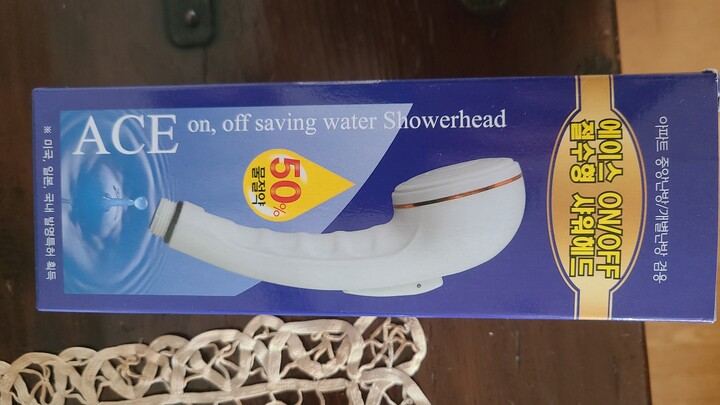 아파트 중앙난방/개별난방 겸용
에이스 ON/OFF
절수형 샤워헤드
ACE on, off saving water Showerhead
50%
물절약
※ 미국, 일본, 국내 발명특허 획득